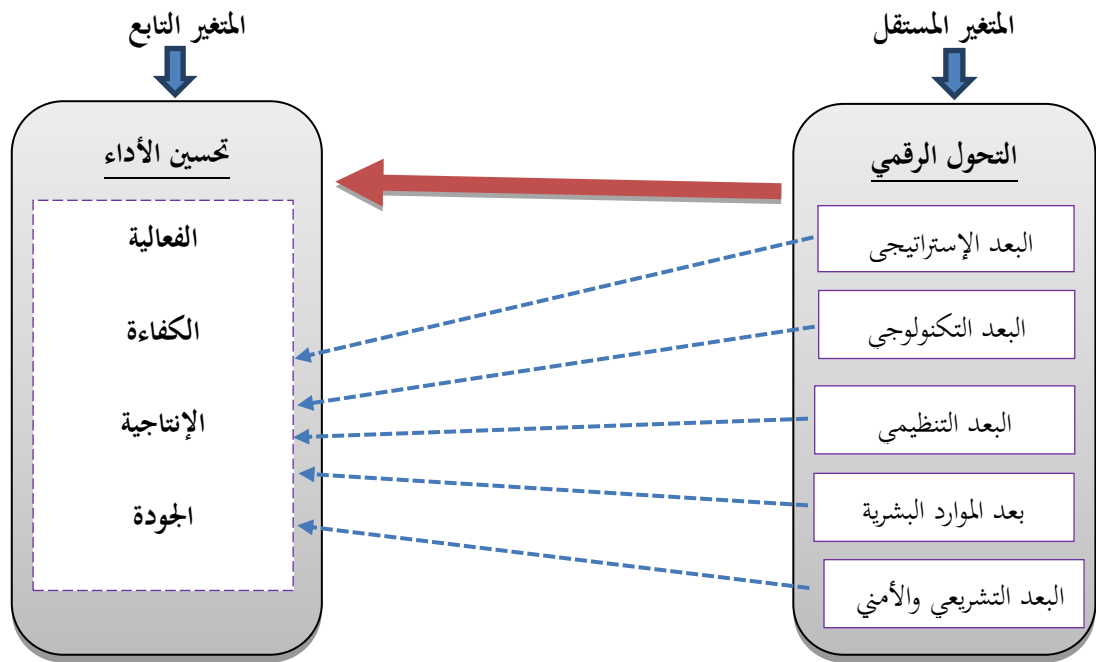 المتغير المستقل
المتغير التابع
التحول الرقمي
البعد الإستراتيجى
البعد التكنولوجي
البعد التنظيمي
بعد الموارد البشرية
البعد التشريعي والأمني
تحسين الأداء
الفعالية
الكفاءة
الإنتاجية
الجودة